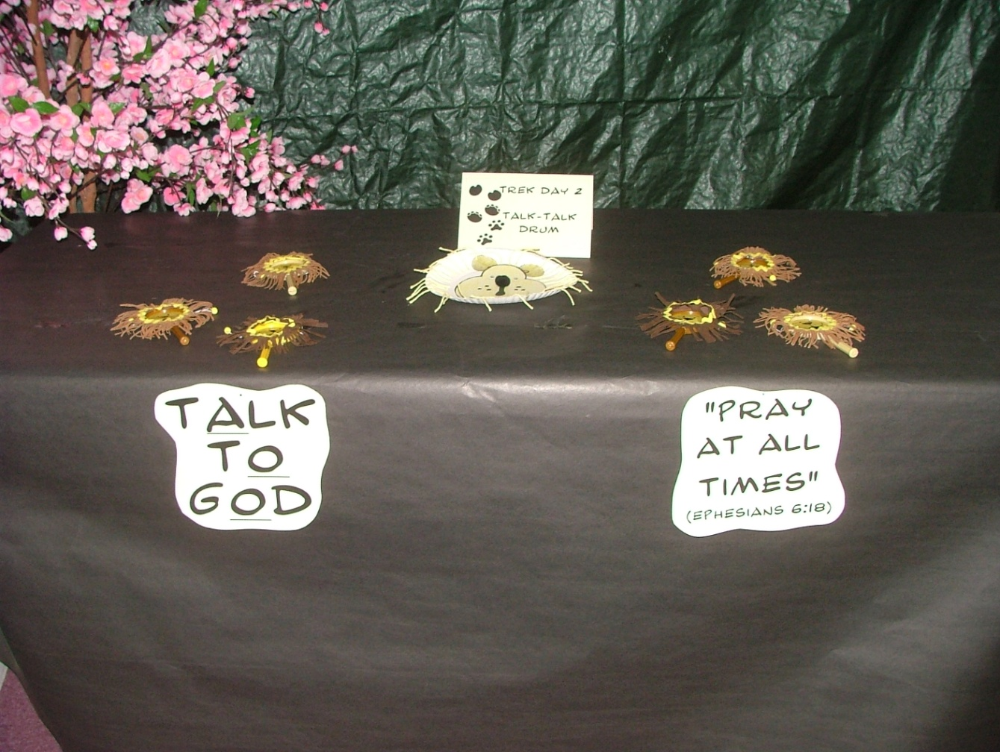 TREK DAY 2
TALK-TALK
DRUM
TALK
TO
GOD
"PRAY
AT ALL
TIMES"
(EPHESIANS 6:18)